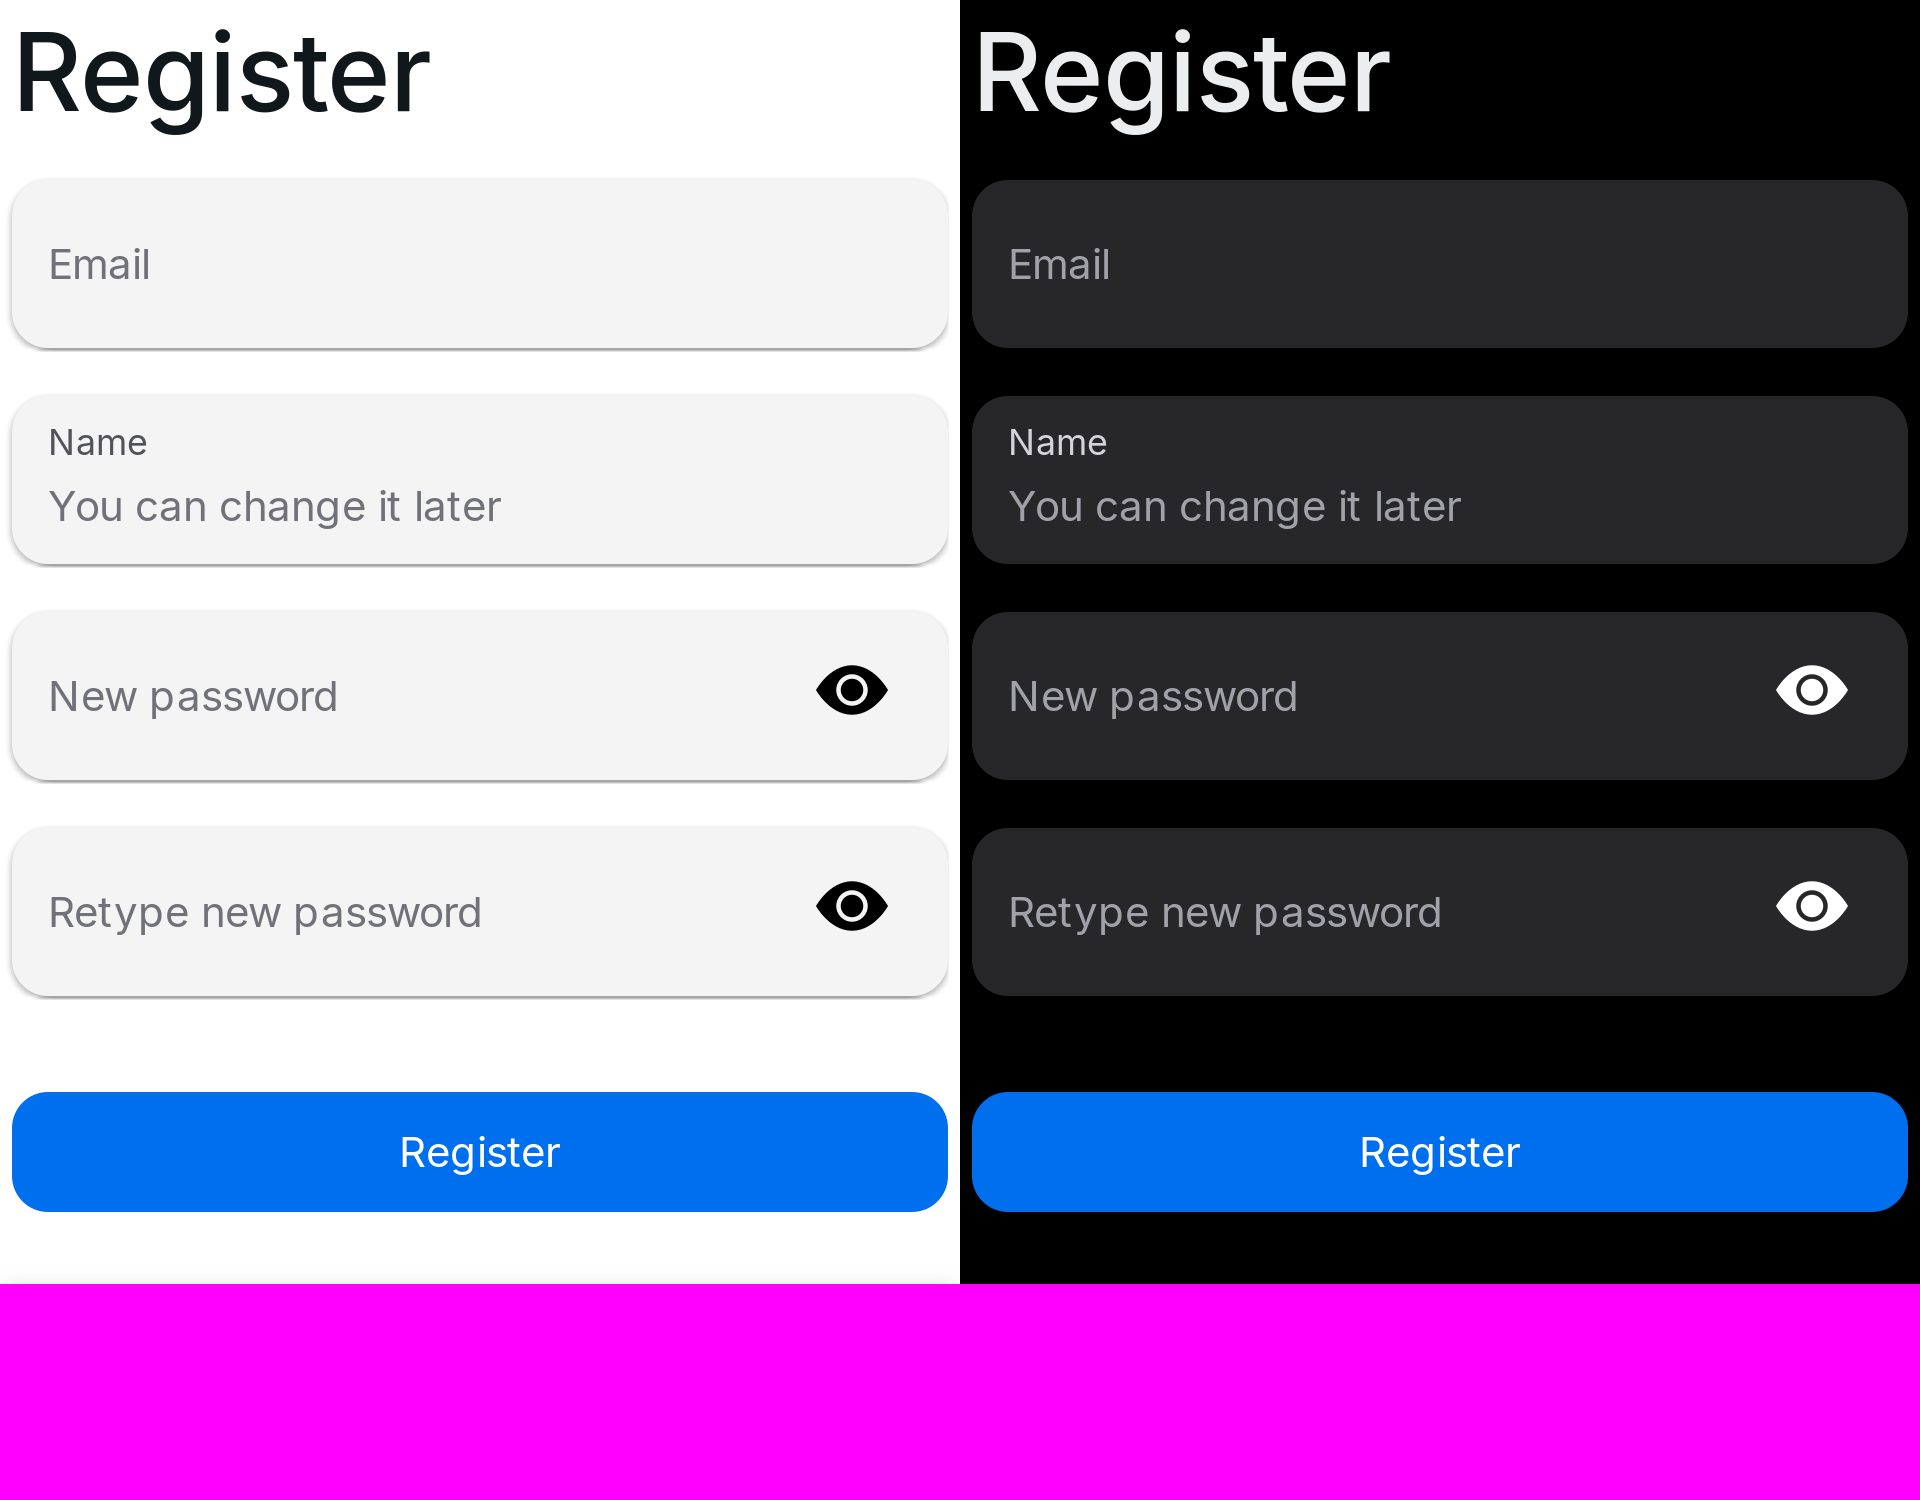 Register
Email
Name
You can change it later
New password
Retype new password
Register
Register
Email
Name
You can change it later
New password
Retype new password
Register